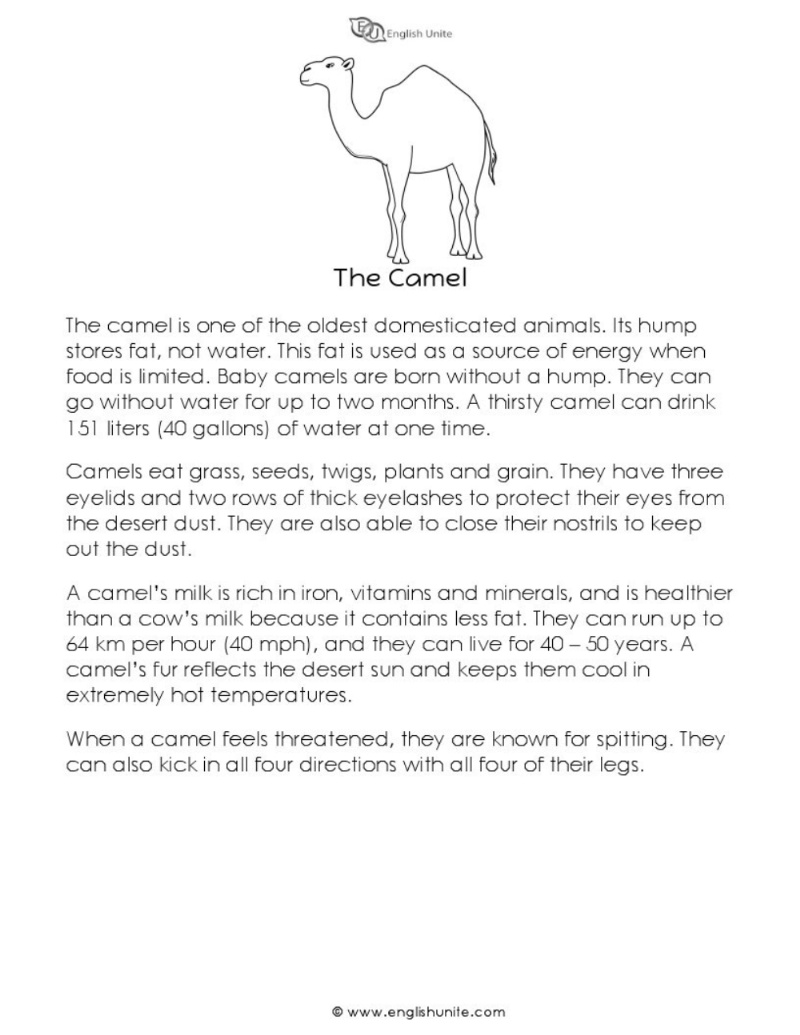 EU English Unite
The Camel
The camel is one of the oldest domesticated animals. Its hump
stores fat, not water. This fat is used as a source of energy when
food is limited. Baby camels are born without a hump. They can
go without water for up to two months. A thirsty camel can drink
151 liters (40 gallons) of water at one time.
Camels eat grass, seeds, twigs, plants and grain. They have three
eyelids and two rows of thick eyelashes to protect their eyes from
the desert dust. They are also able to close their nostrils to keep
out the dust.
A camel’s milk is rich in iron, vitamins and minerals, and is healthier
than a cow’s milk because it contains less fat. They can run up to
64 km per hour (40 mph), and they can live for 40 – 50 years. A
camel’s fur reflects the desert sun and keeps them cool in
extremely hot temperatures.
When a camel feels threatened, they are known for spitting. They
can also kick in all four directions with all four of their legs.
© www.englishunite.com